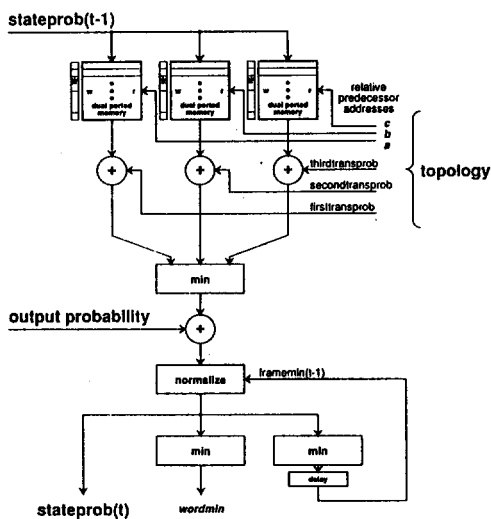 stateprob(t-1)
w r
dual ported
memory
w r
dual ported
memory
w r
dual ported
memory
relative
predecessor
addresses
c
b
a
topology
+
+
+
thirdtransprob
secondtransprob
firsttransprob
min
output probability
+
normalize
framemin(t-1)
min
min
delay
stateprob(t)
wordmin